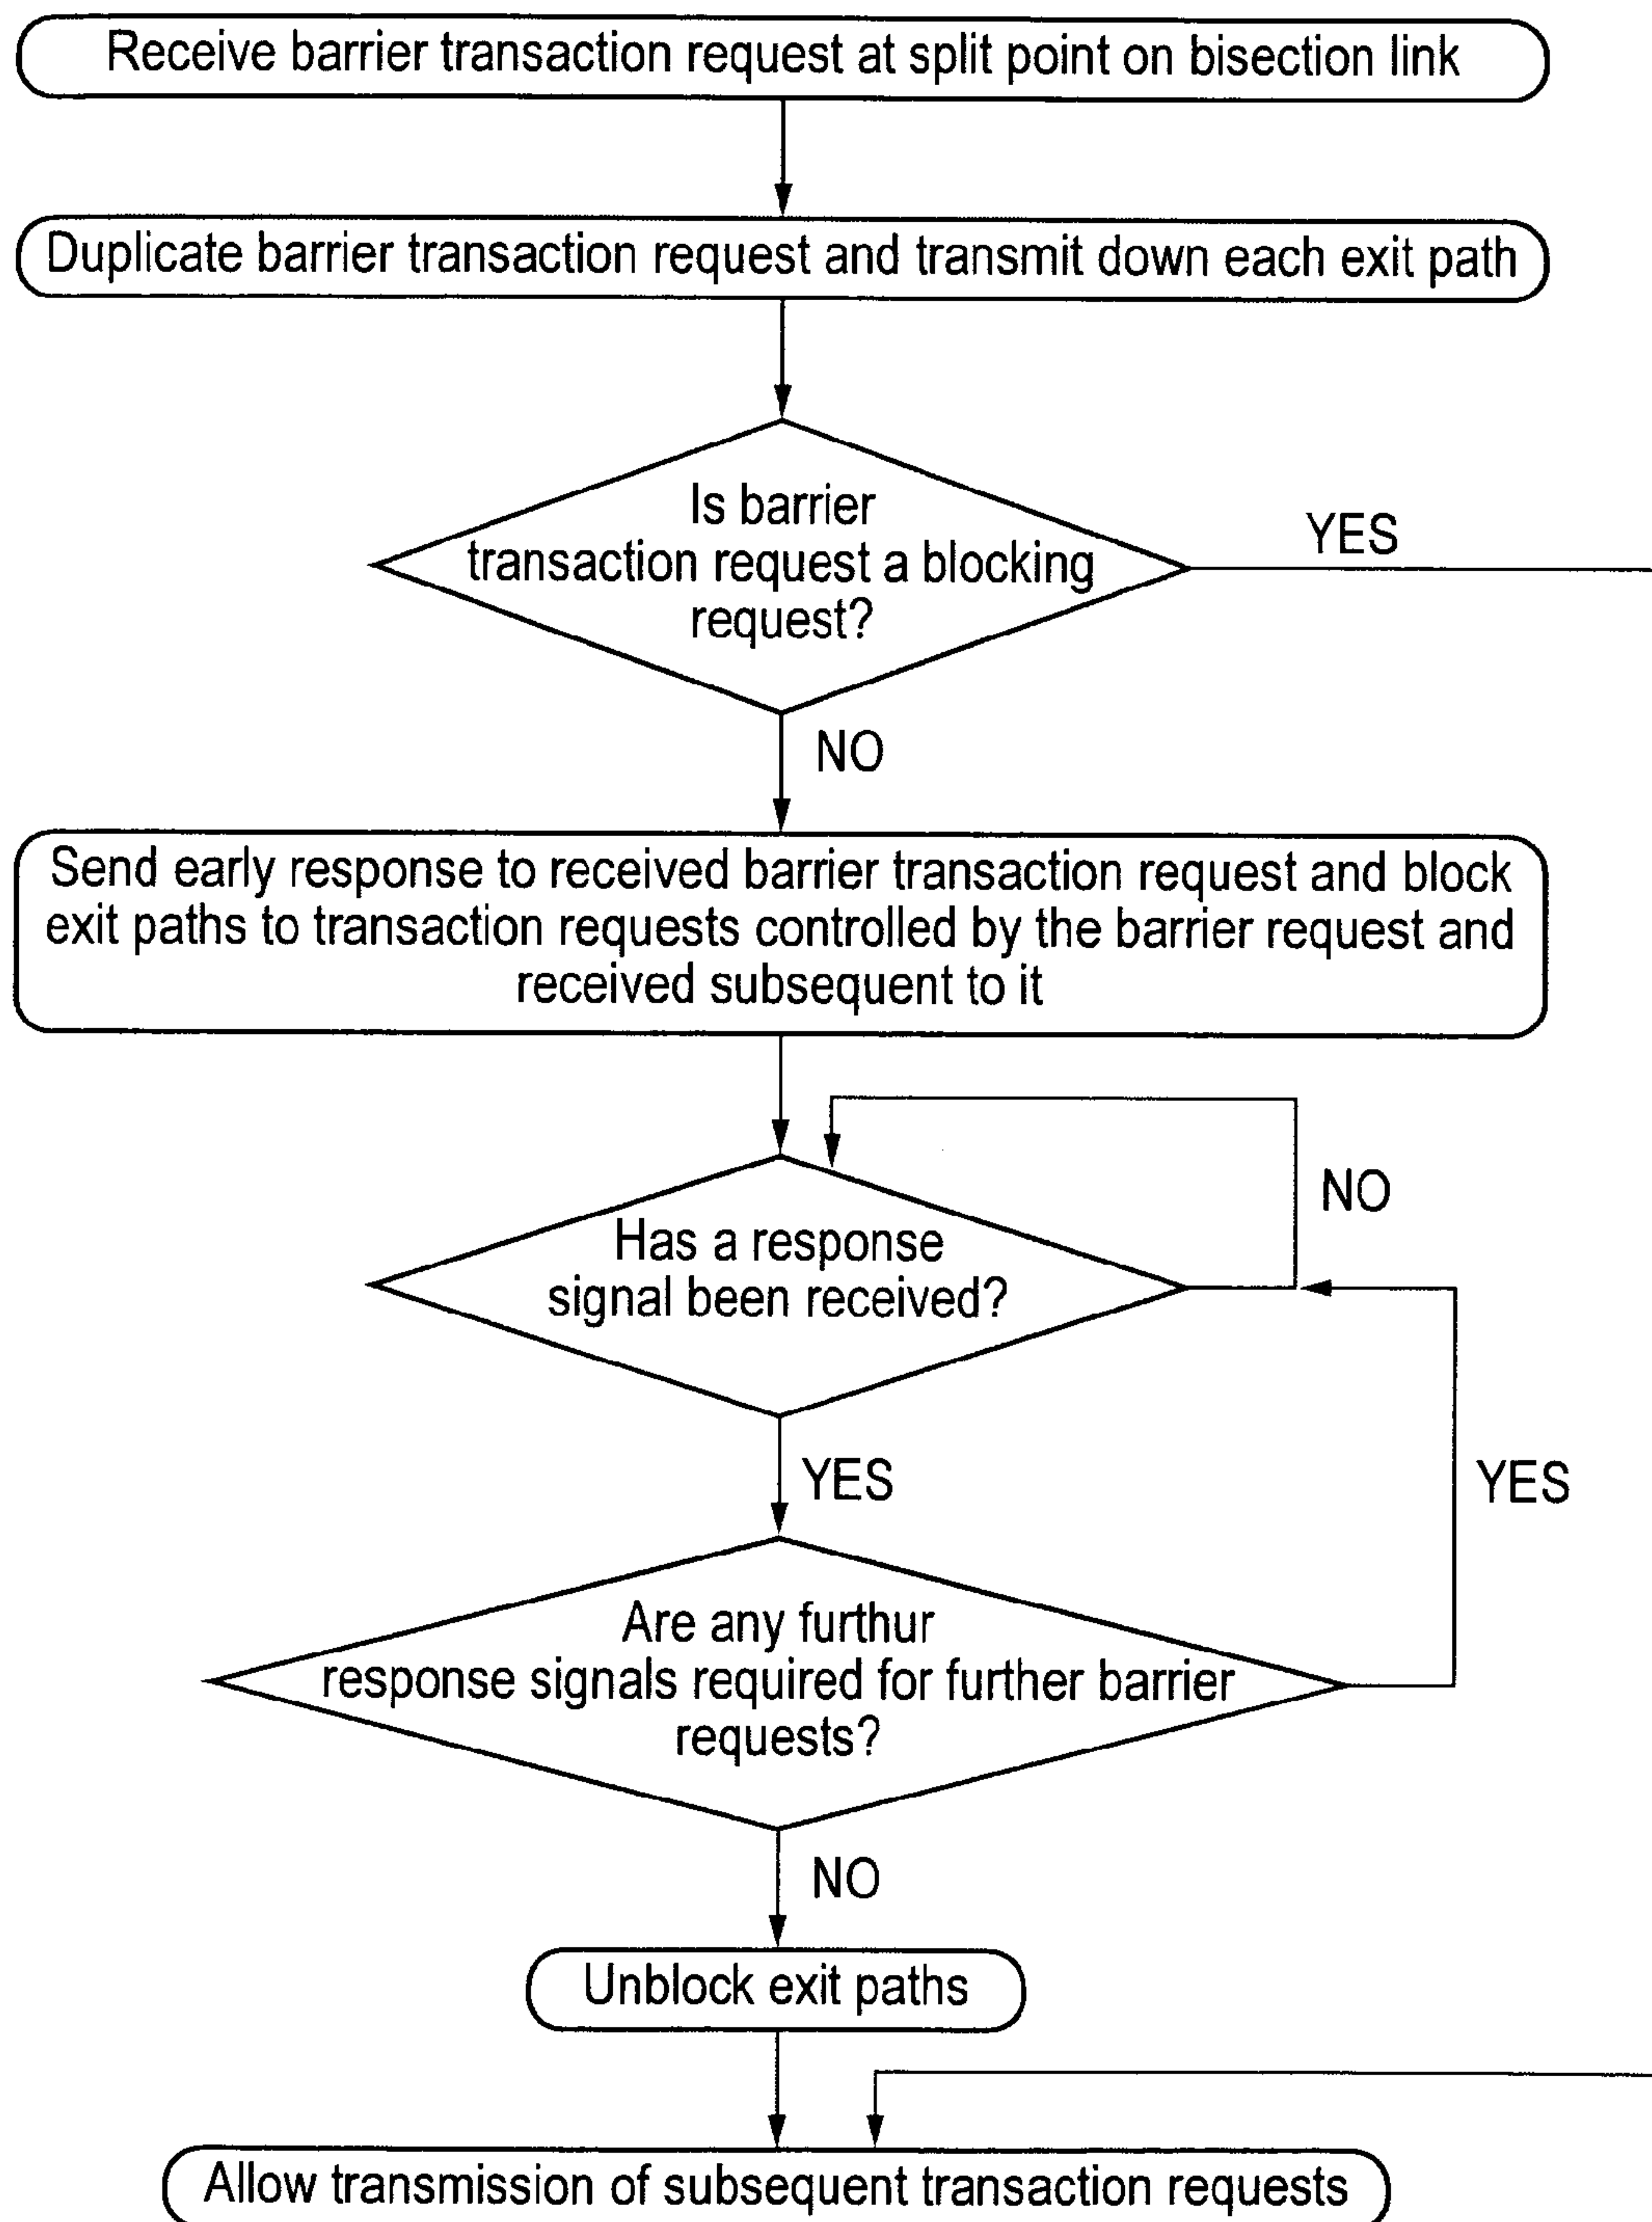 Receive barrier transaction request at split point on bisection link
Duplicate barrier transaction request and transmit down each exit path
Is barrier
transaction request a blocking
request?
YES
NO
Send early response to received barrier transaction request and block
exit paths to transaction requests controlled by the barrier request and
received subsequent to it
NO
Has a response
signal been received?
YES
YES
Are any furthur
response signals required for further barrier
requests?
NO
Unblock exit paths
Allow transmission of subsequent transaction requests